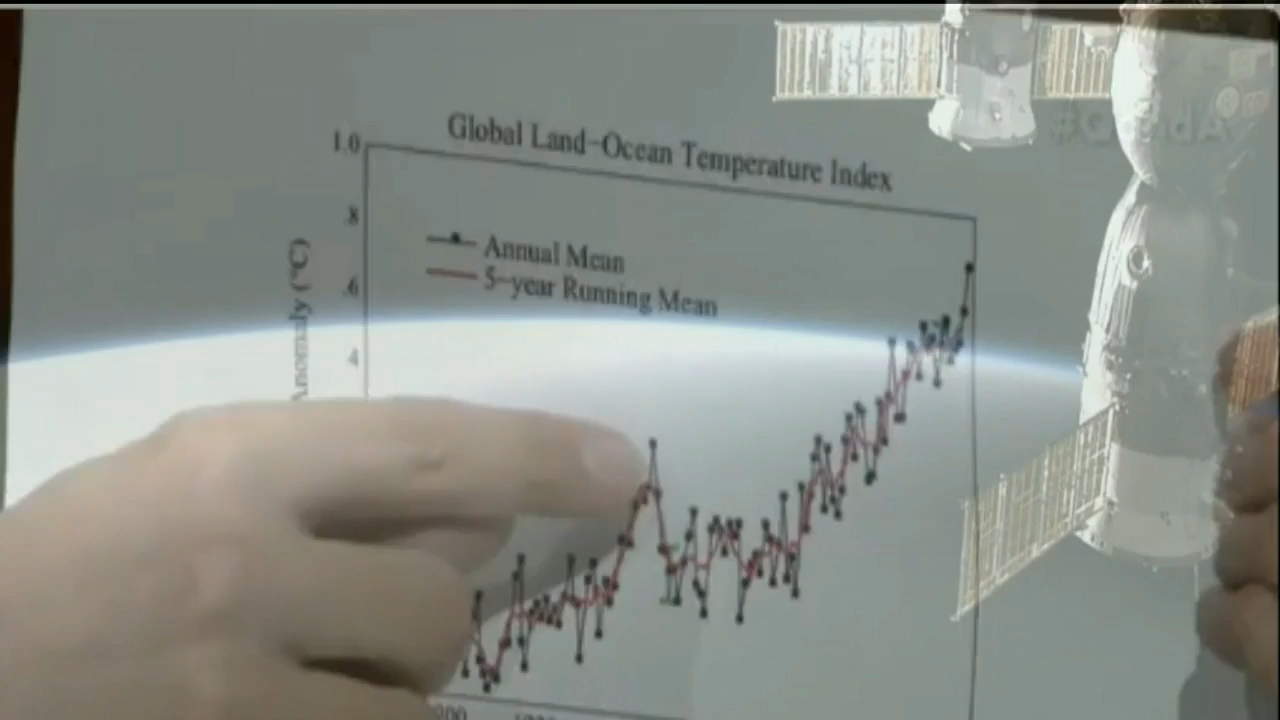 Global Land-Ocean Temperature Index
1.0
.8
Annual Mean
.6
5-year Running Mean
Anomaly (°C)
.4